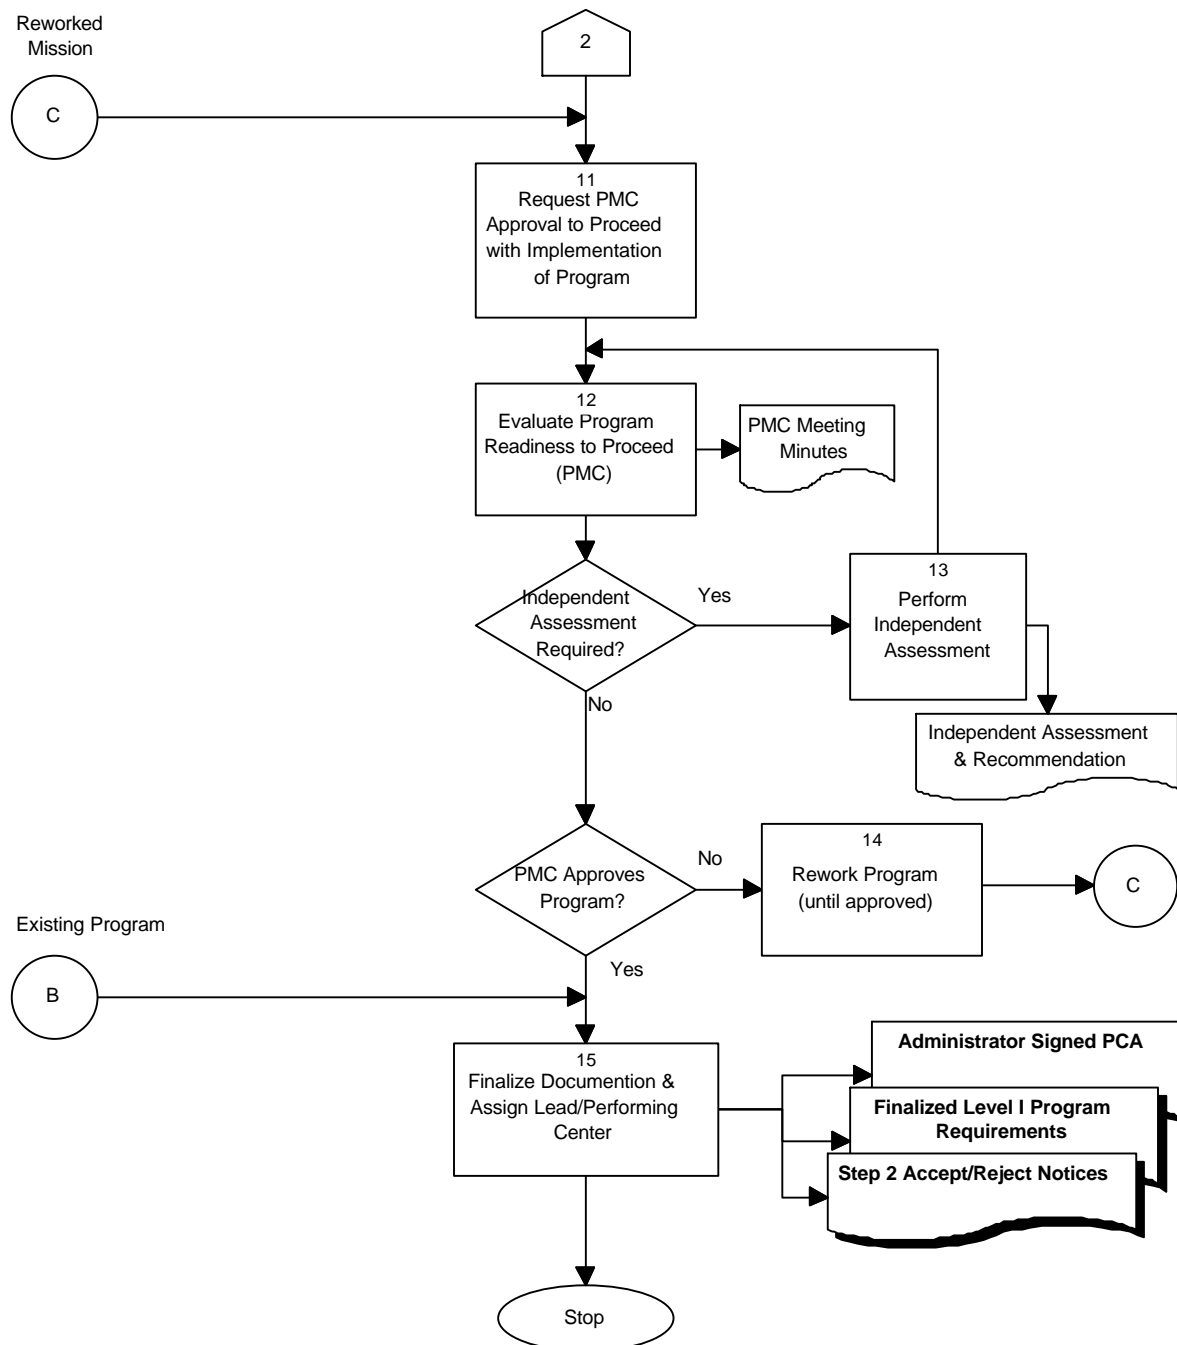 Reworked
Mission
2
C
11
Request PMC
Approval to Proceed
with Implementation
of Program
12
Evaluate Program
Readiness to Proceed
(PMC)
PMC Meeting
Minutes
Independent
Assessment
Required?
Yes
13
Perform
Independent
Assessment
No
Independent Assessment
& Recommendation
PMC Approves
Program?
No
14
Rework Program
(until approved)
C
Existing Program
B
Yes
15
Finalize Documention &
Assign Lead/Performing
Center
Administrator Signed PCA
Finalized Level I Program
Requirements
Step 2 Accept/Reject Notices
Stop